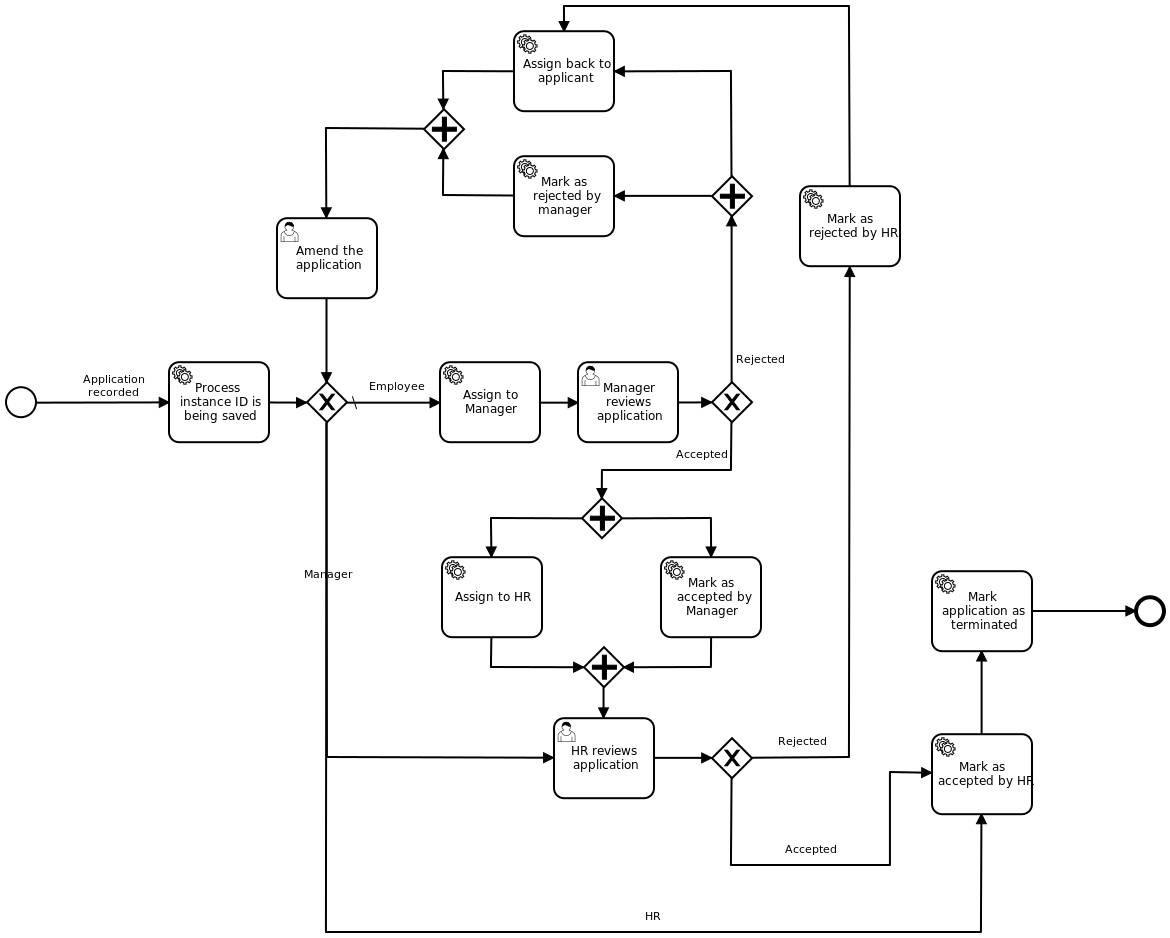 Assign back to
applicant
Mark as
rejected by
manager
Mark as
rejected by HR
Amend the
application
Application
recorded
Process
instance ID is
being saved
Employee
Assign to
Manager
Manager
reviews
application
Rejected
Accepted
Manager
Assign to HR
Mark as
accepted by
Manager
Mark
application as
terminated
HR reviews
application
Rejected
Mark as
accepted by HR
Accepted
HR